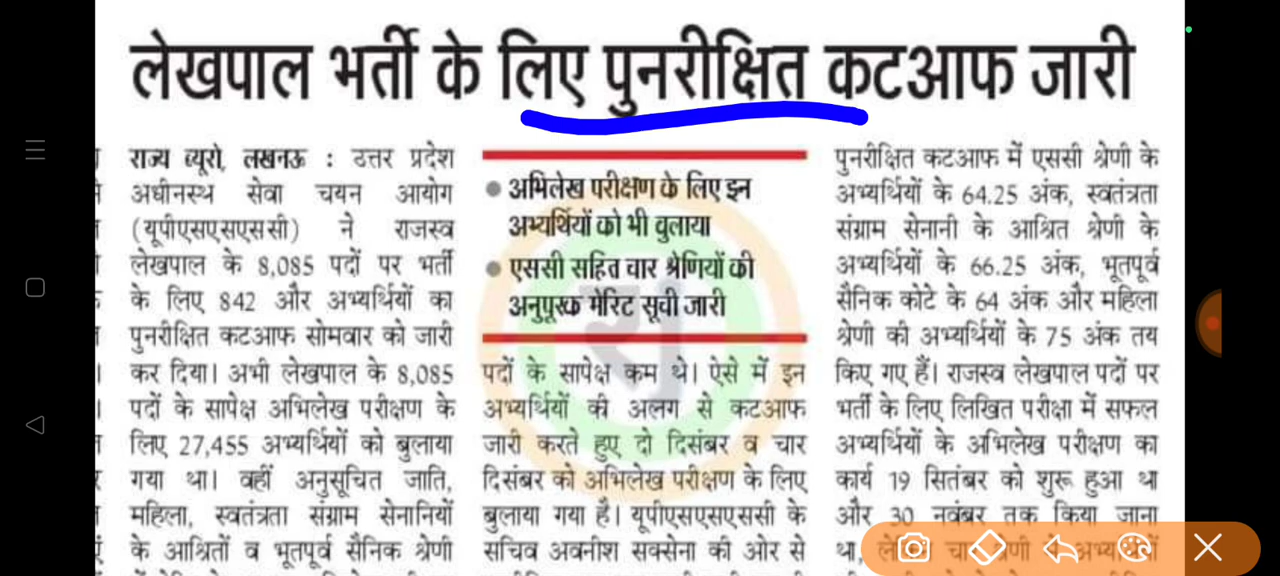 लेखपाल भर्ती के लिए पुनरीक्षित कटआफ जारी
राज्य ब्यूरो, लखनऊ : उत्तर प्रदेश
अधीनस्थ सेवा चयन आयोग
(यूपीएसएसएससी) ने राजस्व
लेखपाल के 8,085 पदों पर भर्ती
के लिए 842 और अभ्यर्थियों का
पुनरीक्षित कटआफ सोमवार को जारी
कर दिया। अभी लेखपाल के 8,085
पदों के सापेक्ष अभिलेख परीक्षण के
लिए 27,455 अभ्यर्थियों को बुलाया
गया था। वहीं अनुसूचित जाति,
महिला, स्वतंत्रता संग्राम सेनानियों
के आश्रितों व भूतपूर्व सैनिक श्रेणी
• अभिलेख परीक्षण के लिए इन
अभ्यर्थियों को भी बुलाया
• एससी सहित चार श्रेणियों की
अनुपूरक मेरिट सूची जारी
पदों के सापेक्ष कम थे। ऐसे में इन
अभ्यर्थियों की अलग से कटआफ
जारी करते हुए दो दिसंबर व चार
दिसंबर को अभिलेख परीक्षण के लिए
बुलाया गया है। यूपीएसएसएससी के
सचिव अवनीश सक्सेना की ओर से
पुनरीक्षित कटआफ में एससी श्रेणी के
अभ्यर्थियों के 64.25 अंक, स्वतंत्रता
संग्राम सेनानी के आश्रित श्रेणी के
अभ्यर्थियों के 66.25 अंक, भूतपूर्व
सैनिक कोटे के 64 अंक और महिला
श्रेणी की अभ्यर्थियों के 75 अंक तय
किए गए हैं। राजस्व लेखपाल पदों पर
भर्ती के लिए लिखित परीक्षा में सफल
अभ्यर्थियों के अभिलेख परीक्षण का
कार्य 19 सितंबर को शुरू हुआ था
और 30 नवंबर तक किया जाना
था,